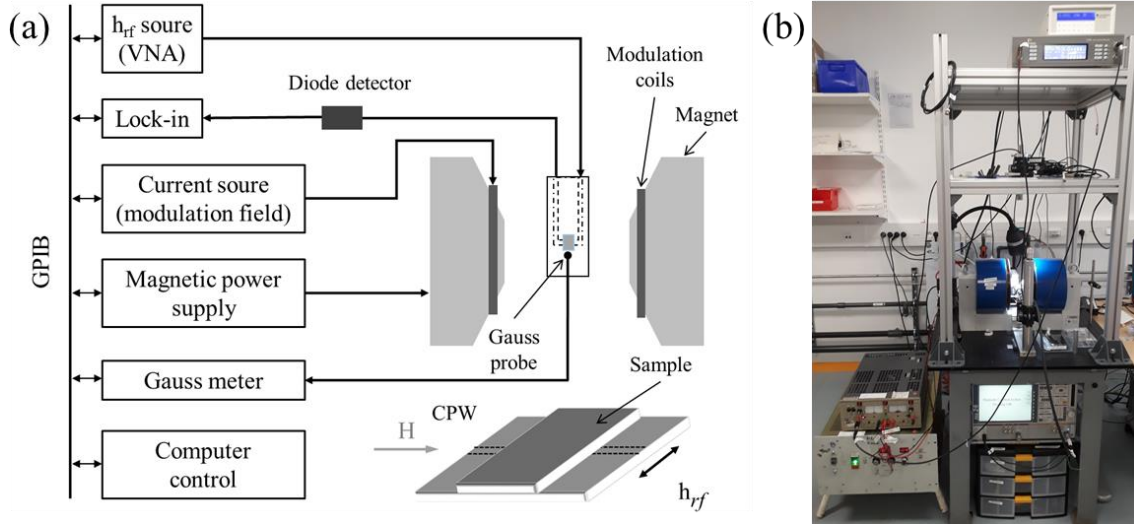 (a)
h_rf soure
(VNA)
Diode detector
Modulation
coils
Magnet
Lock-in
Current soure
(modulation field)
GPIB
Magnetic power
supply
Gauss
probe
Gauss meter
Sample
CPW
H
h_rf
Computer
control
(b)